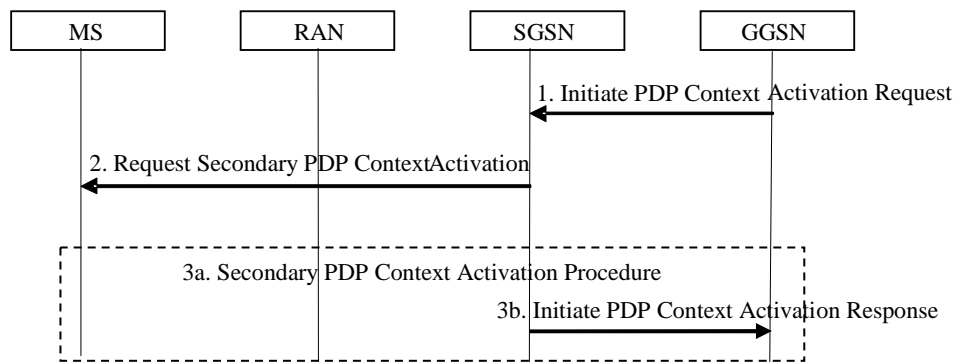 MS
RAN
SGSN
GGSN
1. Initiate PDP Context Activation Request
2. Request Secondary PDP ContextActivation
3a. Secondary PDP Context Activation Procedure
3b. Initiate PDP Context Activation Response